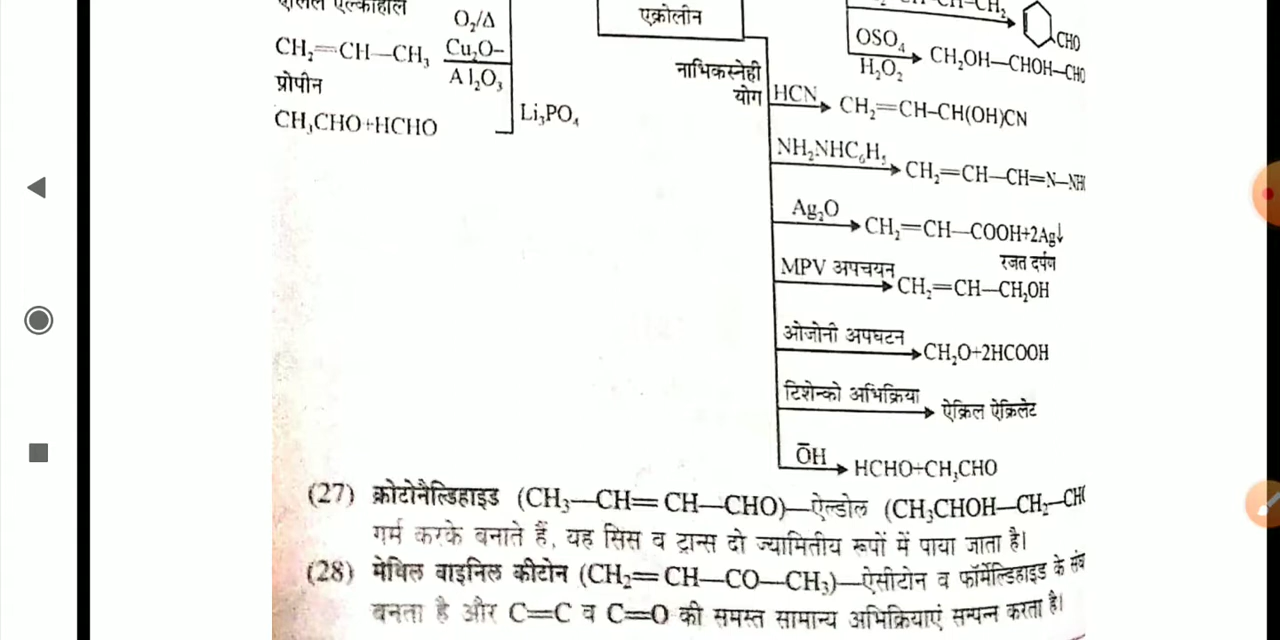 एल्कोहॉल
O₂/Δ
CH₂=CH—CH₃ Cu₂O–
Al₂O₃
प्रोपीन
CH₃CHO+HCHO
Li₃PO₄
एक्रोलीन
CHO
OSO₄
H₂O₂
CH₂OH—CHOH—CHO
नाभिकस्नेही
योग
HCN CH₂=CH–CH(OH)CN
NH₂NHC₆H₅ CH₂=CH—CH=N–NH
Ag₂O CH₂=CH—COOH+2Ag↓
रजत दर्पण
MPV अपचयन CH₂=CH—CH₂OH
ओजोनी अपघटन CH₂O+2HCOOH
टिशेन्को अभिक्रिया ऐक्रिल ऐक्रिलेट
ŌH HCHO+CH₃CHO
(27) क्रोटोनैल्डिहाइड (CH₃—CH=CH—CHO)—ऐल्डोल (CH₃CHOH—CH₂—CHO
गर्म करके बनाते हैं, यह सिस व ट्रान्स दो ज्यामितीय रूपों में पाया जाता है।
(28) मेथिल वाइनिल कीटोन (CH₂=CH—CO—CH₃)—ऐसीटोन व फॉर्मेल्डिहाइड के संघ
बनता है और C=C व C=O की समस्त सामान्य अभिक्रियाएं सम्पन्न करता है।